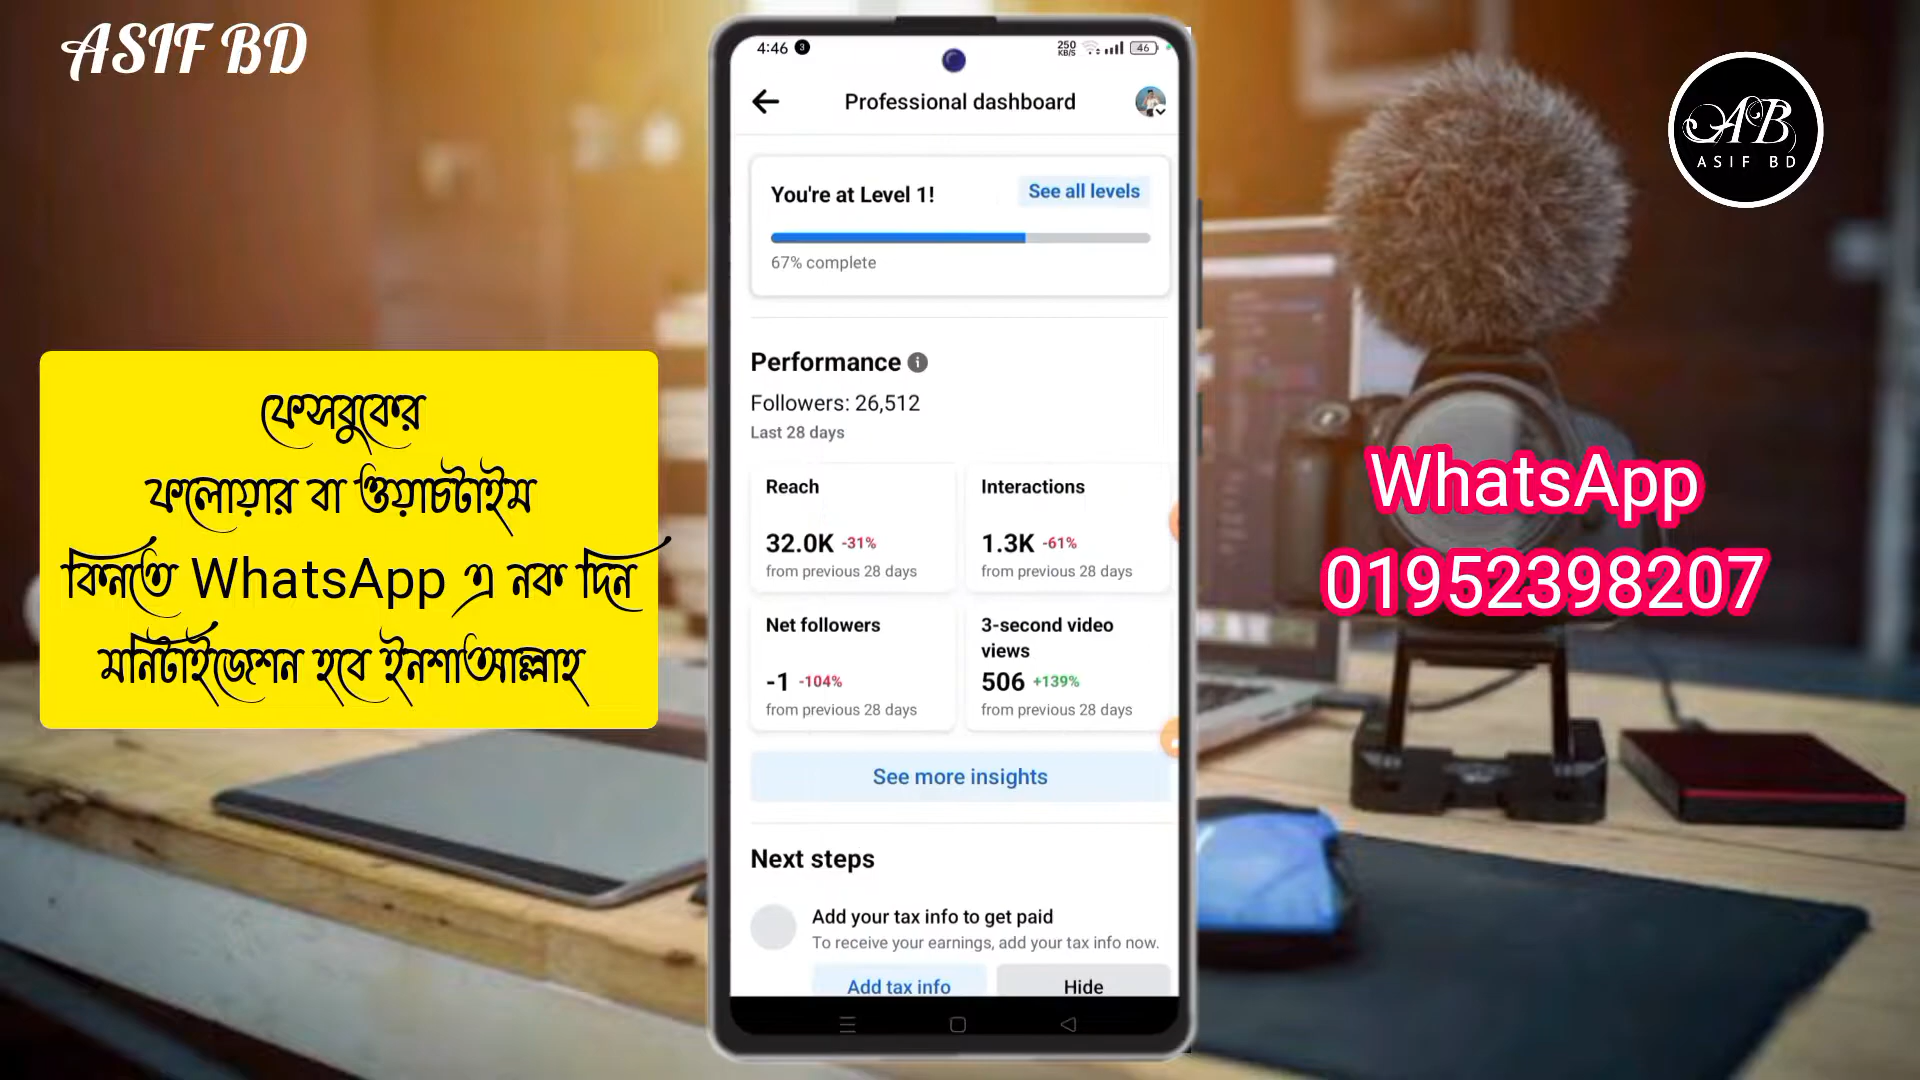 ASIF BD
AB
ASIF BD
ফেসবুকের
ফলোয়ার বা ওয়াচটাইম
কিনতে WhatsApp এ নক দিন
মনিটাইজেশন হবে ইনশাআল্লাহ
4:46 3
250 KB/S
46
Professional dashboard
You're at Level 1!
See all levels
67% complete
Performance
Followers: 26,512
Last 28 days
Reach
32.0K -31%
from previous 28 days
Interactions
1.3K -61%
from previous 28 days
Net followers
-1 -104%
from previous 28 days
3-second video
views
506 +139%
from previous 28 days
See more insights
Next steps
Add your tax info to get paid
To receive your earnings, add your tax info now.
Add tax info
Hide
WhatsApp
01952398207